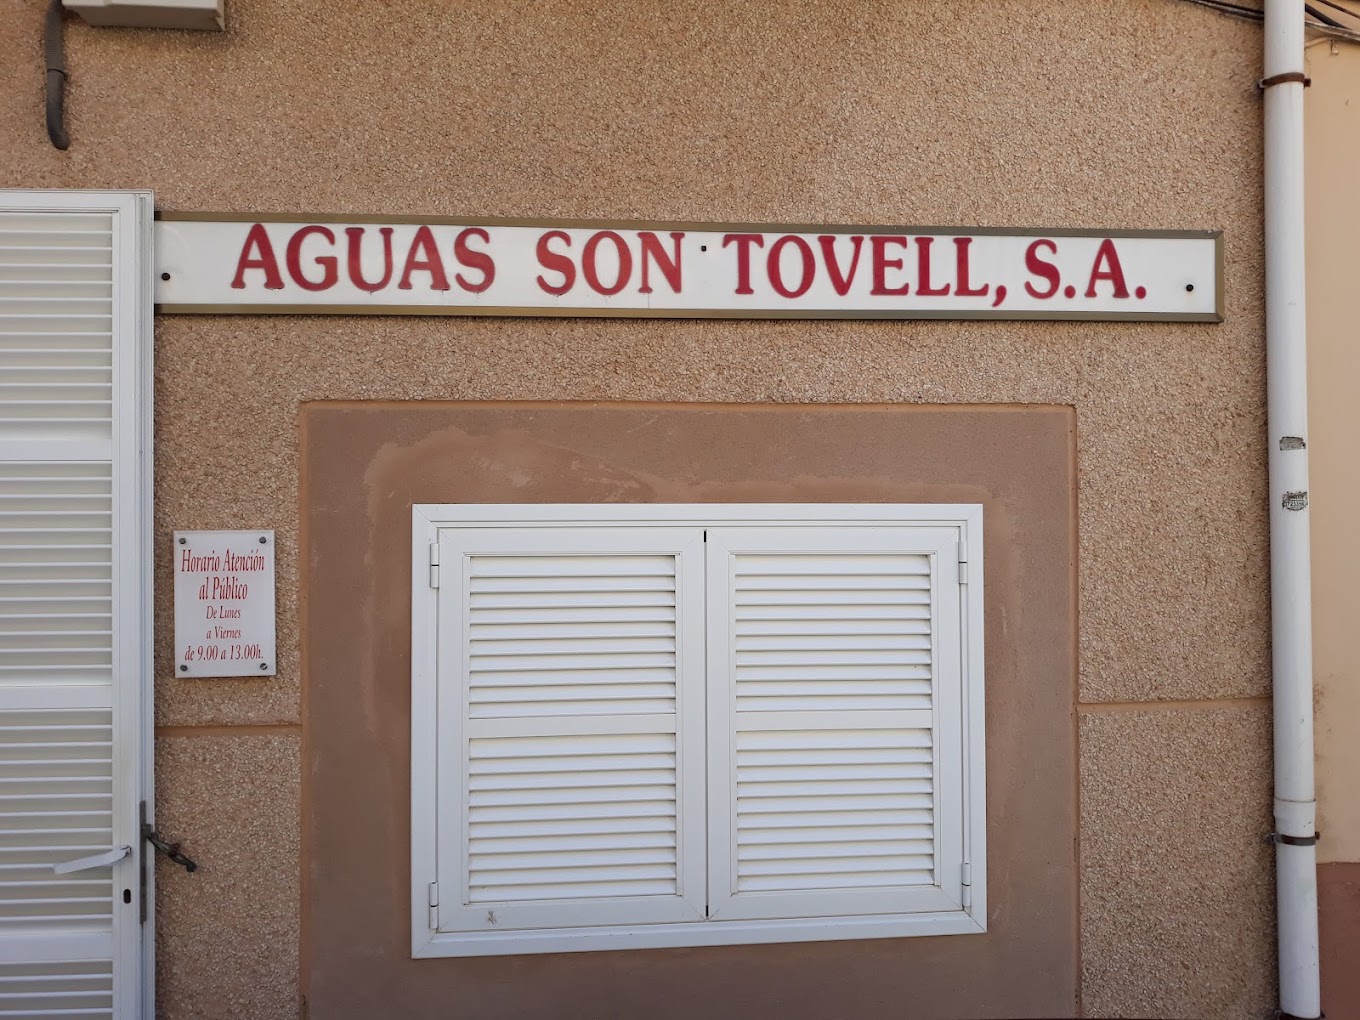 AGUAS SON TOVELL, S.A.
Horario Atención
al Público
De Lunes
a Viernes
de 9.00 a 13.00h.